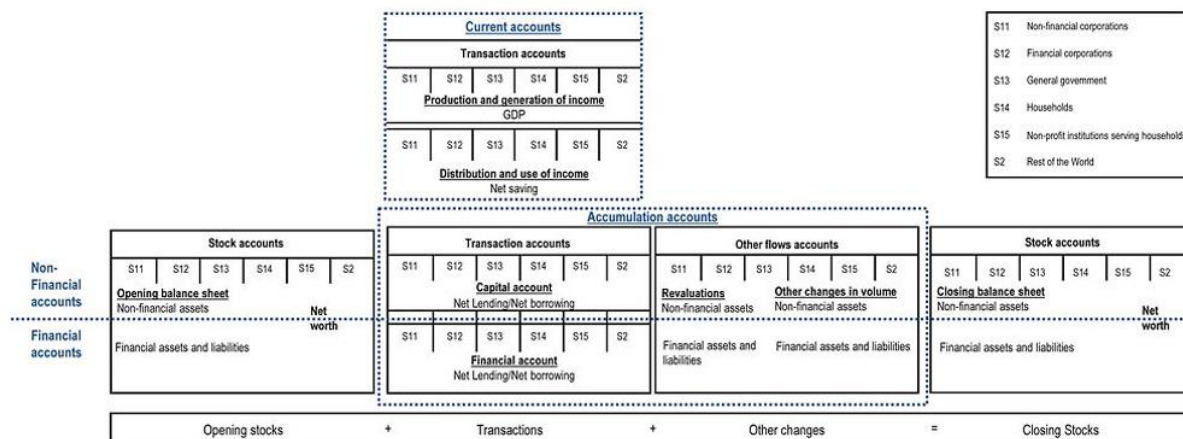 Current accounts
Transaction accounts
S11 S12 S13 S14 S15 S2
Production and generation of income
GDP
S11 S12 S13 S14 S15 S2
Distribution and use of income
Net saving
S11 Non-financial corporations
S12 Financial corporations
S13 General government
S14 Households
S15 Non-profit institutions serving households
S2 Rest of the World
Accumulation accounts
Non-
Financial
accounts
Financial
accounts
Stock accounts
S11 S12 S13 S14 S15 S2
Opening balance sheet
Non-financial assets
Net
worth
Financial assets and liabilities
Transaction accounts
S11 S12 S13 S14 S15 S2
Capital account
Net Lending/Net borrowing
S11 S12 S13 S14 S15 S2
Financial account
Net Lending/Net borrowing
Other flows accounts
S11 S12 S13 S14 S15 S2
Revaluations
Non-financial assets
Other changes in volume
Non-financial assets
Financial assets and
liabilities
Financial assets and liabilities
Stock accounts
S11 S12 S13 S14 S15 S2
Closing balance sheet
Non-financial assets
Net
worth
Financial assets and liabilities
Opening stocks + Transactions + Other changes = Closing Stocks